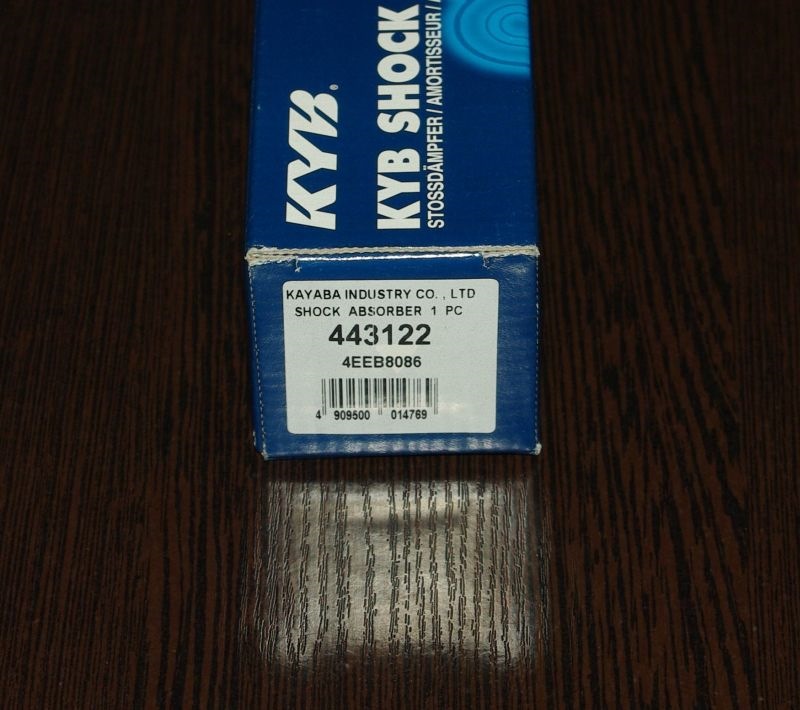 KYB®
KYB SHOCK
STOSSDÄMPFER / AMORTISSEUR /
KAYABA INDUSTRY CO. , LTD
SHOCK ABSORBER 1 PC
443122
4EEB8086
4 909500 014769